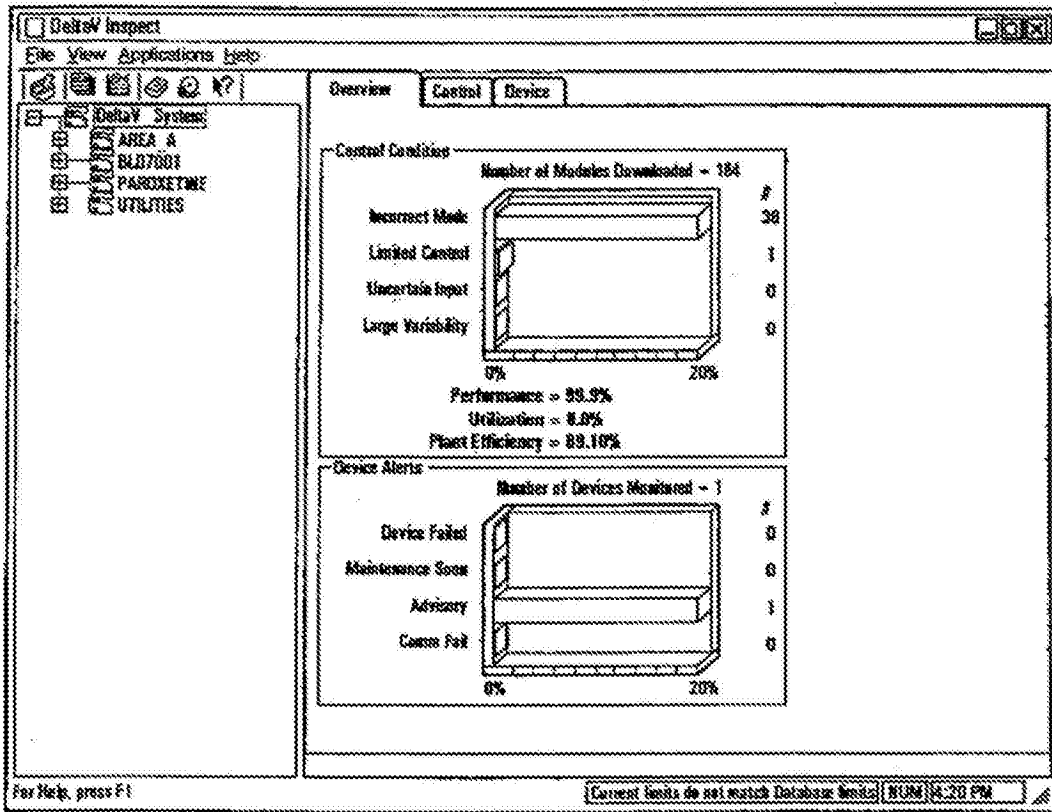 DeltaV Inspect
File View Applications Help
DeltaV System
AREA_A
BLD7001
PAROXETINE
UTILITIES
Overview Control Device
Control Condition
Number of Modules Downloaded = 184
#
Incorrect Mode 38
Limited Control 1
Uncertain Input 0
Large Variability 0
0% 20%
Performance = 99.9%
Utilization = 0.0%
Plant Efficiency = 89.10%
Device Alerts
Number of Devices Monitored = 1
#
Device Failed 0
Maintenance Soon 0
Advisory 1
Comm Fail 0
0% 20%
For Help, press F1
Current limits do not match Database limits NUM 4:20 PM